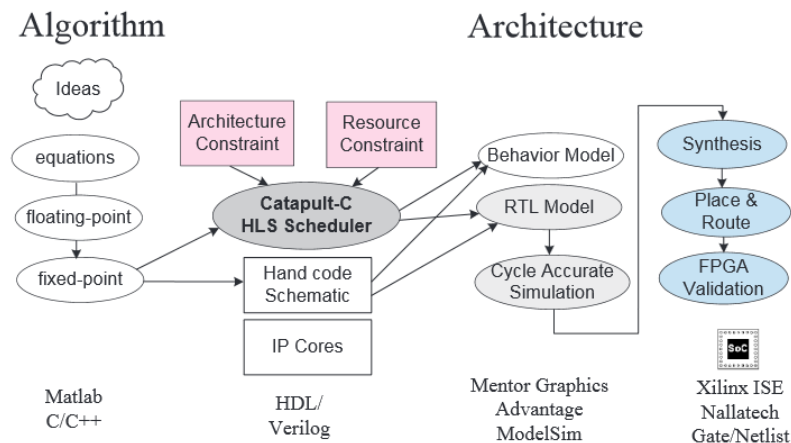 Algorithm
Architecture
Ideas
equations
floating-point
fixed-point
Architecture
Constraint
Resource
Constraint
Catapult-C
HLS Scheduler
Hand code
Schematic
IP Cores
Behavior Model
RTL Model
Cycle Accurate
Simulation
Synthesis
Place &
Route
FPGA
Validation
SoC
Matlab
C/C++
HDL/
Verilog
Mentor Graphics
Advantage
ModelSim
Xilinx ISE
Nallatech
Gate/Netlist